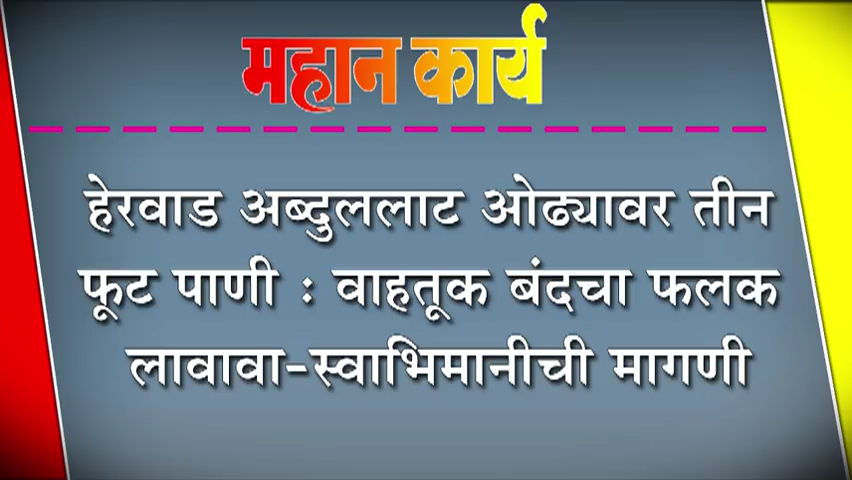 महान कार्य
हेरवाड अब्दुललाट ओढ्यावर तीन
फूट पाणी : वाहतूक बंदचा फलक
लावावा-स्वाभिमानीची मागणी